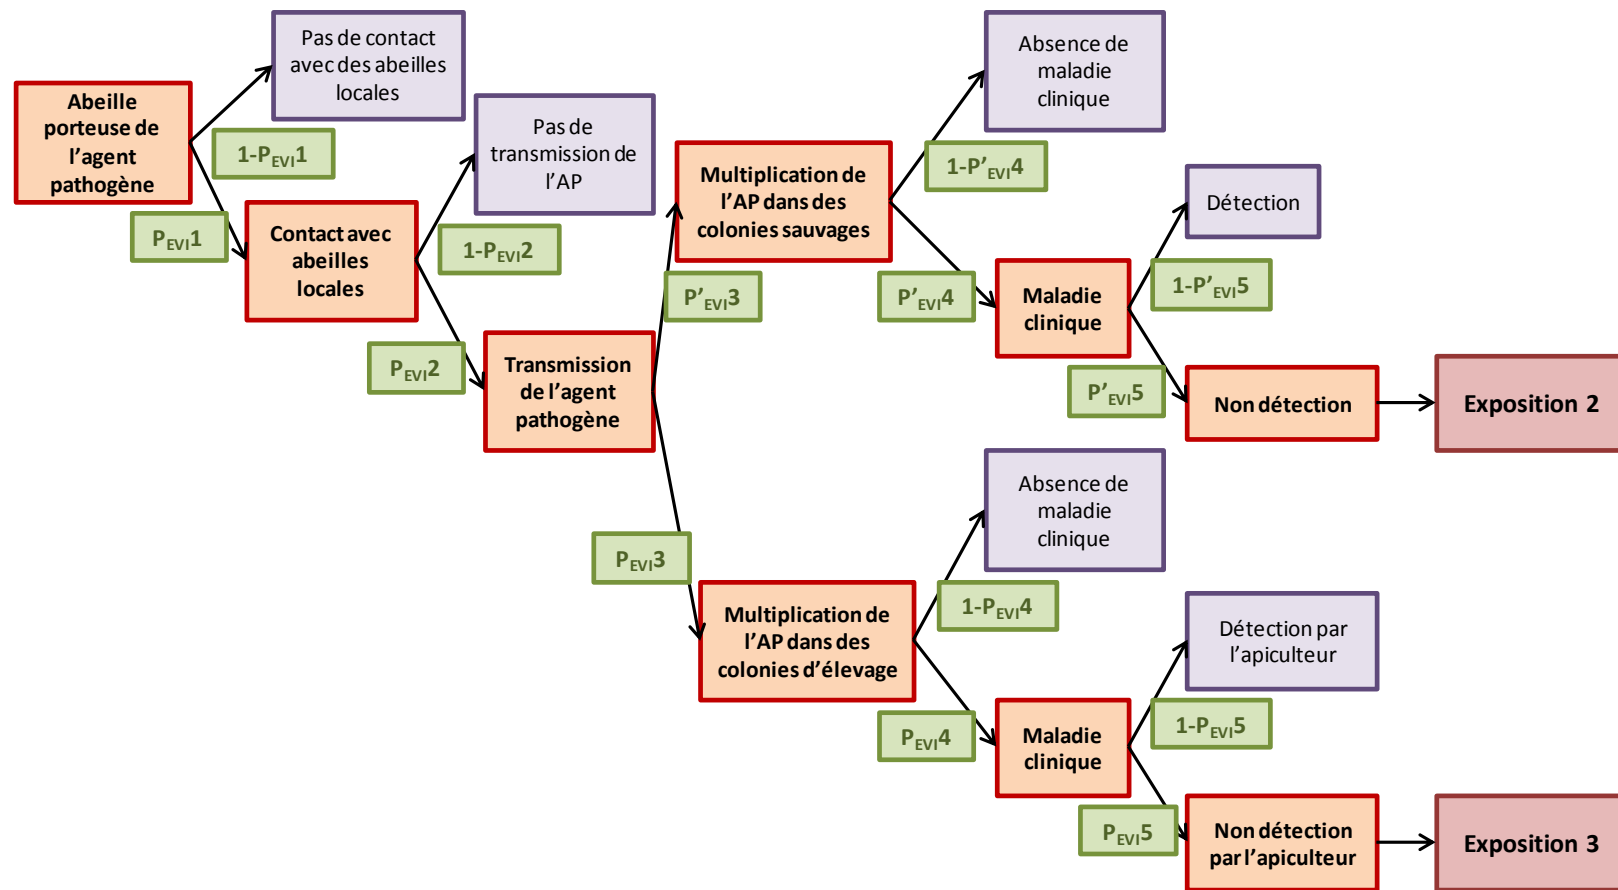 Abeille
porteuse de
l'agent
pathogène
Pas de contact
avec des abeilles
locales
1-PEVI1
PEVI1
Contact avec
abeilles
locales
Pas de
transmission de
l'AP
1-PEVI2
PEVI2
Transmission
de l'agent
pathogène
P'EVI3
Multiplication de
l'AP dans des
colonies sauvages
Absence de
maladie
clinique
1-P'EVI4
P'EVI4
Maladie
clinique
Détection
1-P'EVI5
P'EVI5
Non détection
Exposition 2
PEVI3
Multiplication de
l'AP dans des
colonies d'élevage
Absence de
maladie
clinique
1-PEVI4
PEVI4
Maladie
clinique
Détection par
l'apiculteur
1-PEVI5
PEVI5
Non détection
par l'apiculteur
Exposition 3